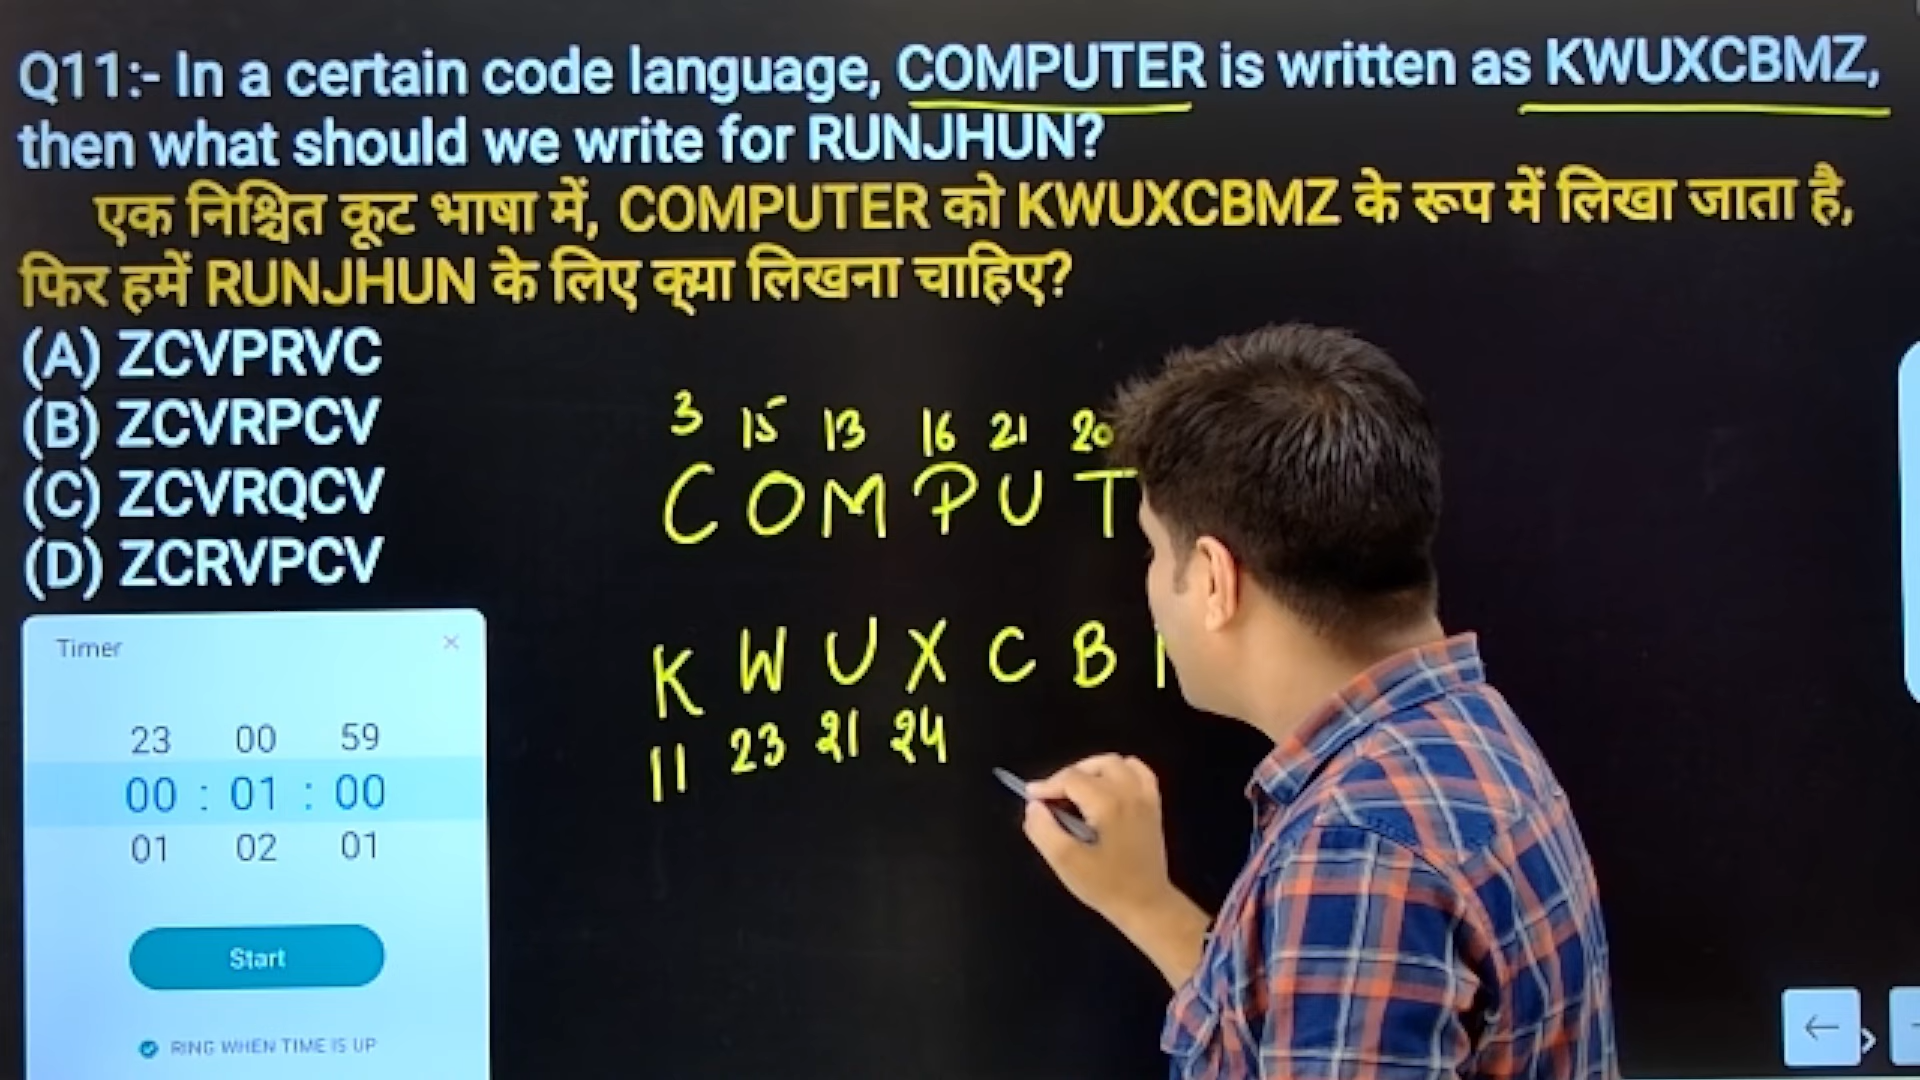 Q11:- In a certain code language, COMPUTER is written as KWUXCBMZ,
then what should we write for RUNJHUN?
एक निश्चित कूट भाषा में, COMPUTER को KWUXCBMZ के रूप में लिखा जाता है,
फिर हमें RUNJHUN के लिए क्या लिखना चाहिए?
(A) ZCVPRVC
(B) ZCVRPCV
(C) ZCVRQCV
(D) ZCRVPCV
3 15 13 16 21 20
C O M P U T
K W U X C B
11 23 21 24
Timer
23 00 59
00 : 01 : 00
01 02 01
Start
RING WHEN TIME IS UP